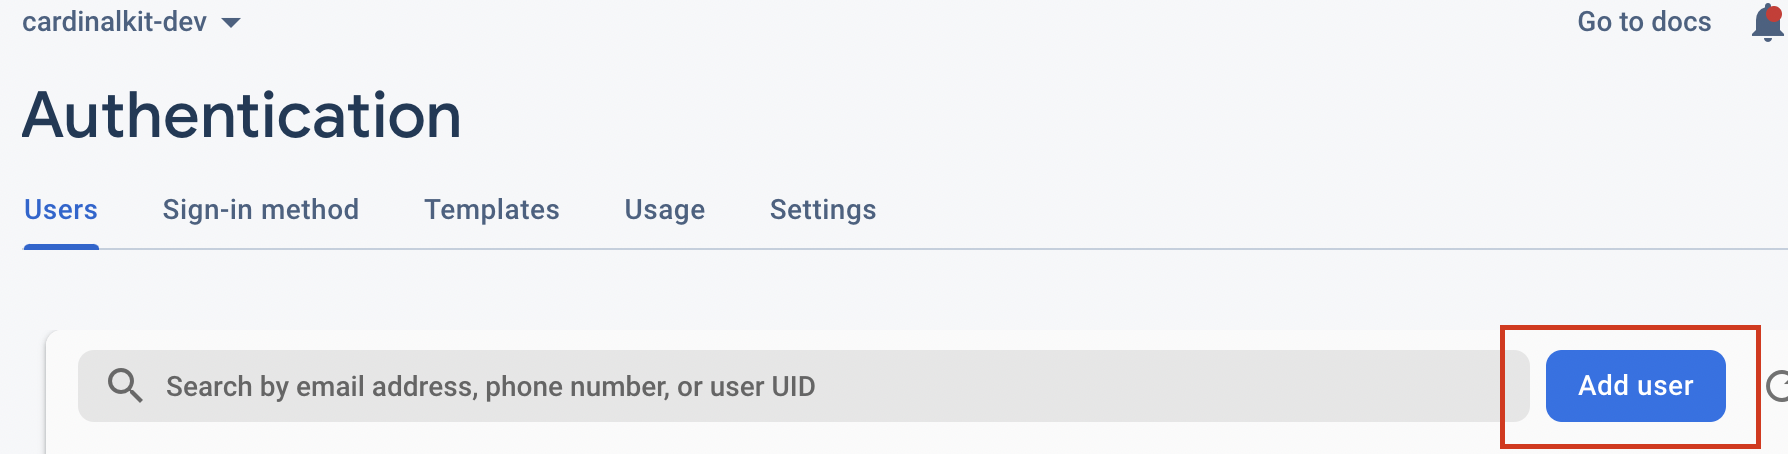 cardinalkit-dev
Go to docs
Authentication
Users Sign-in method Templates Usage Settings
Search by email address, phone number, or user UID
Add user